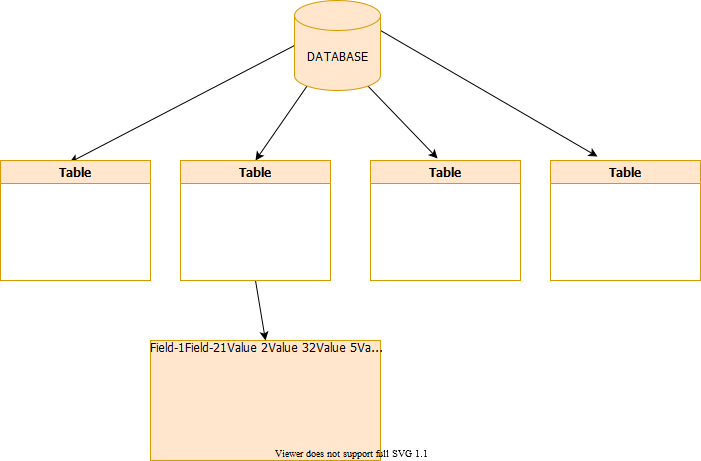 DATABASE
Table
Table
Table
Table
Field-1Field-21Value 2Value 32Value 5Va...
Viewer does not support full SVG 1.1